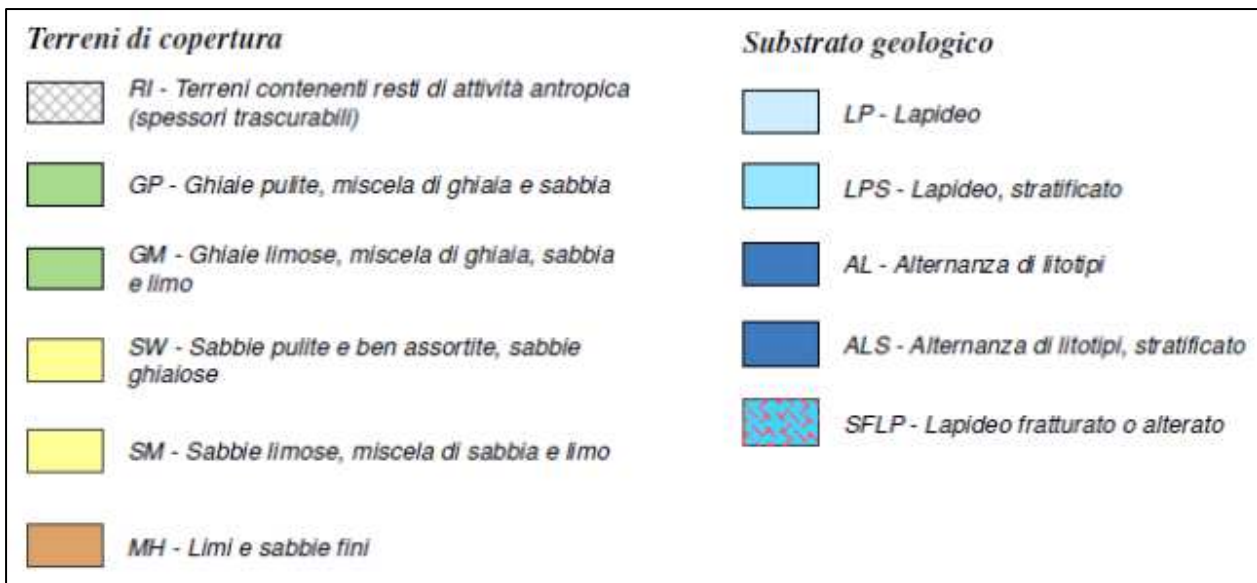 Terreni di copertura
RI - Terreni contenenti resti di attività antropica
(spessori trascurabili)
GP - Ghiaie pulite, miscela di ghiaia e sabbia
GM - Ghiaie limose, miscela di ghiaia, sabbia
e limo
SW - Sabbie pulite e ben assortite, sabbie
ghiaiose
SM - Sabbie limose, miscela di sabbia e limo
MH - Limi e sabbie fini
Substrato geologico
LP - Lapideo
LPS - Lapideo, stratificato
AL - Alternanza di litotipi
ALS - Alternanza di litotipi, stratificato
SFLP - Lapideo fratturato o alterato